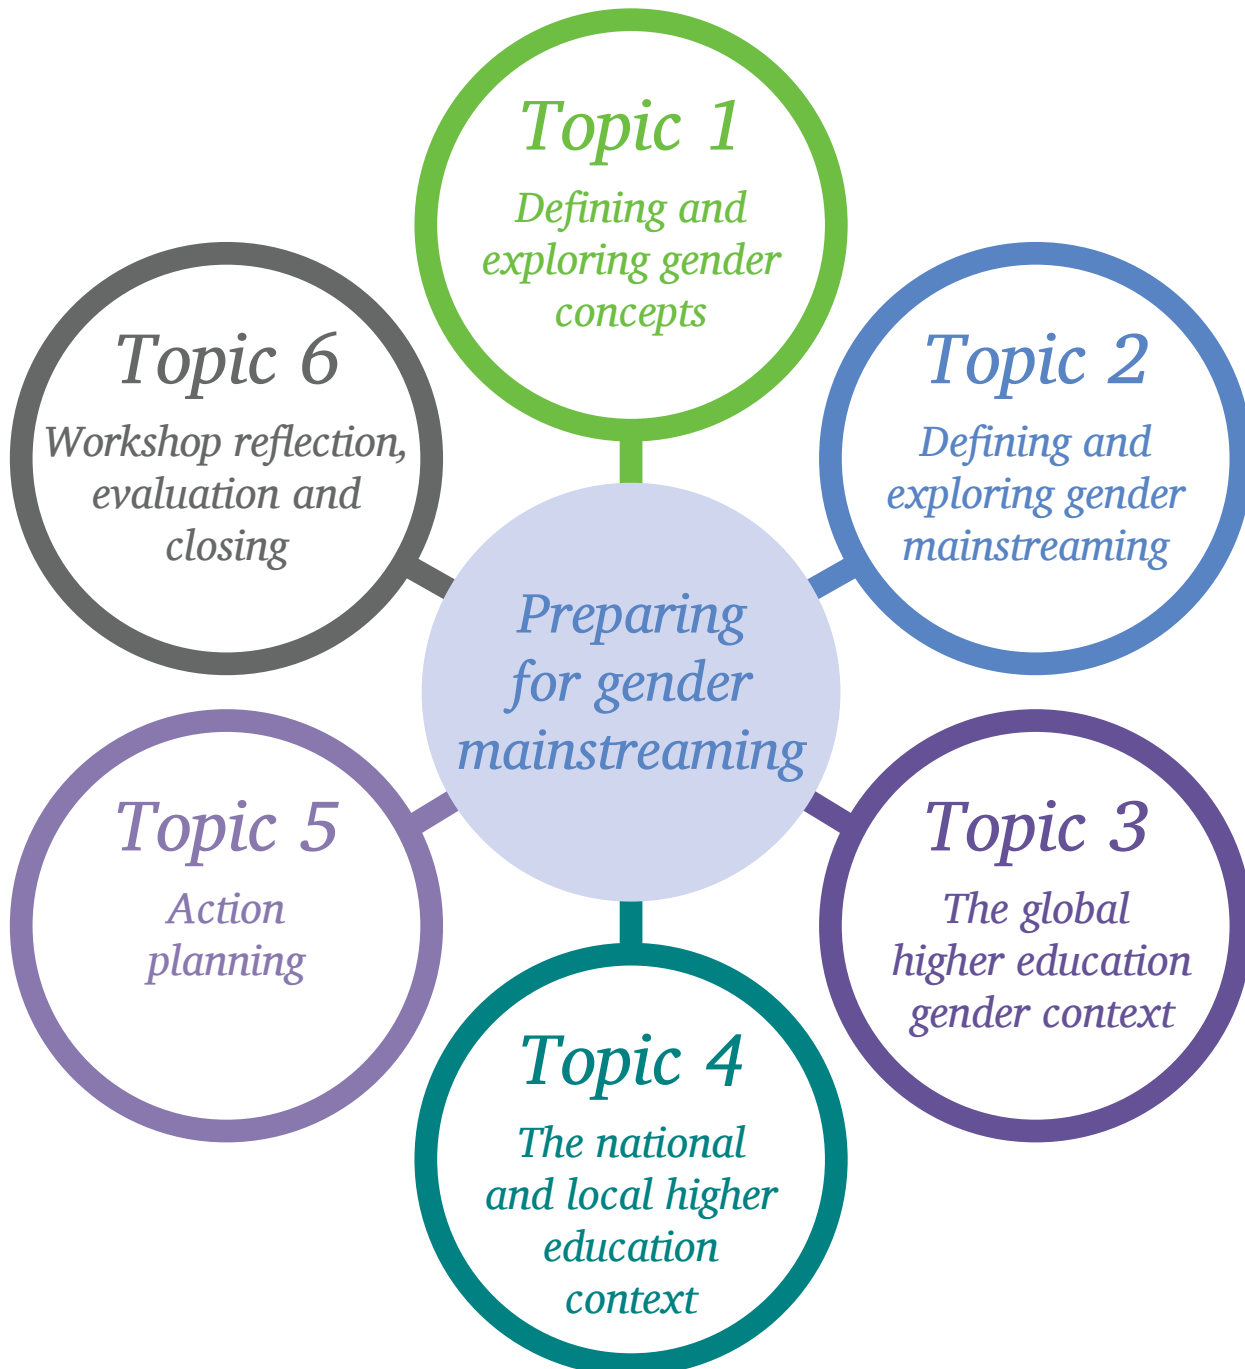 Topic 1
Defining and
exploring gender
concepts
Topic 2
Defining and
exploring gender
mainstreaming
Topic 3
The global
higher education
gender context
Topic 4
The national
and local higher
education
context
Topic 5
Action
planning
Topic 6
Workshop reflection,
evaluation and
closing
Preparing
for gender
mainstreaming